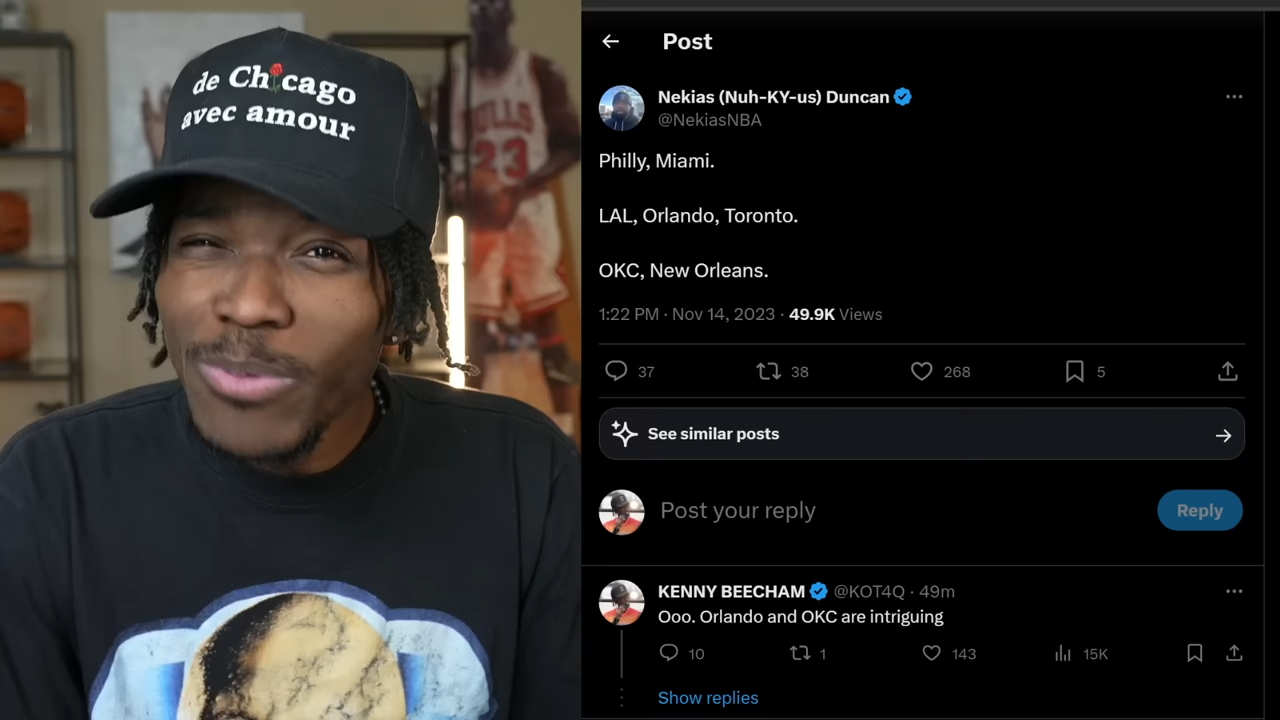 de Chicago
avec amour
BULLS
23
Post
Nekias (Nuh-KY-us) Duncan
@NekiasNBA
Philly, Miami.
LAL, Orlando, Toronto.
OKC, New Orleans.
1:22 PM · Nov 14, 2023 · 49.9K Views
37 38 268 5
See similar posts
Post your reply
Reply
KENNY BEECHAM @KOT4Q · 49m
Ooo. Orlando and OKC are intriguing
10 1 143 15K
Show replies